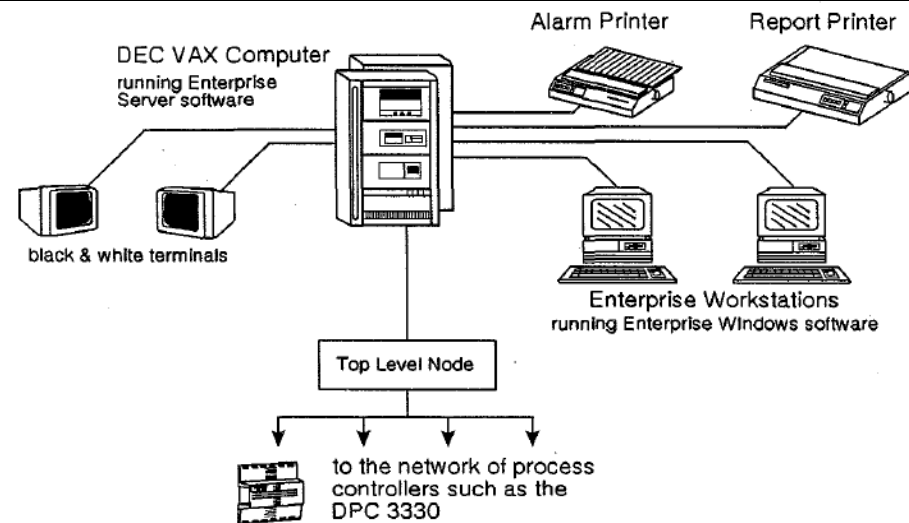 Alarm Printer
Report Printer
DEC VAX Computer
running Enterprise
Server software
black & white terminals
Enterprise Workstations
running Enterprise Windows software
Top Level Node
to the network of process
controllers such as the
DPC 3330